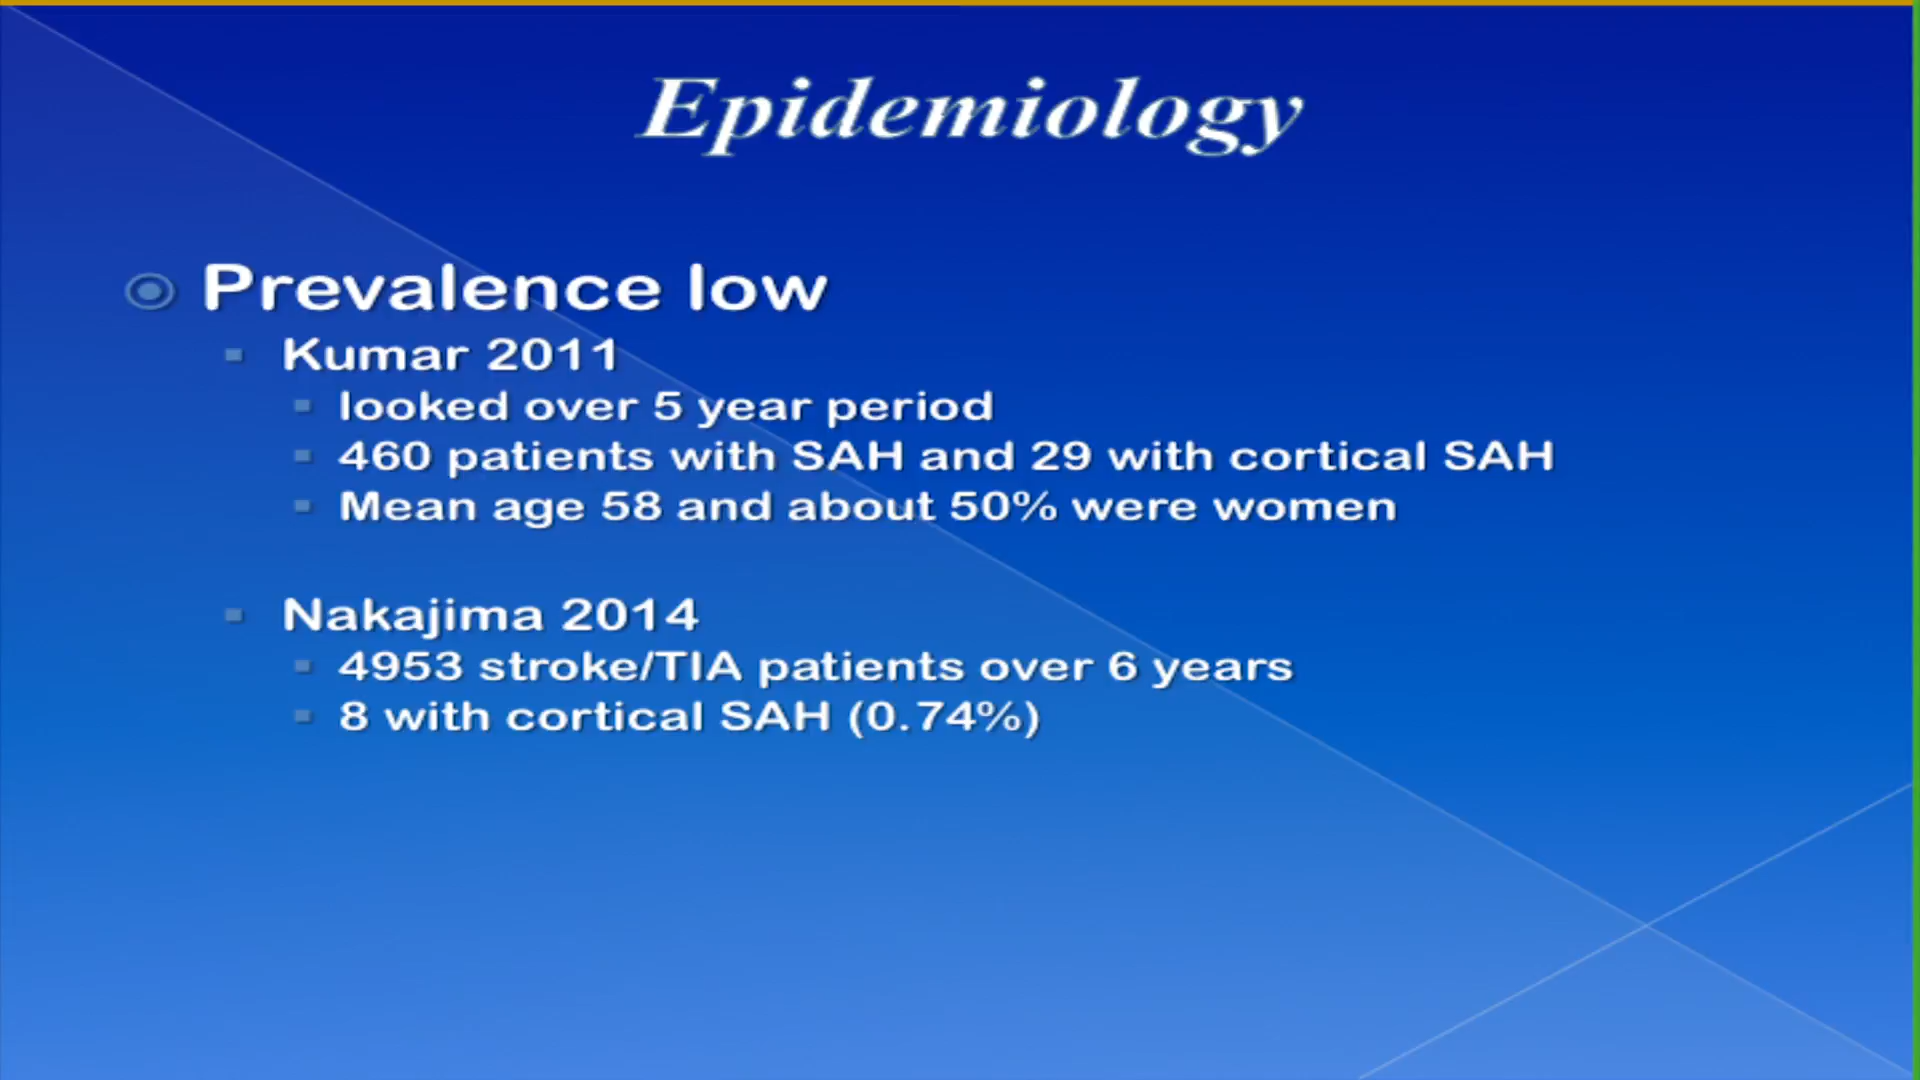 Epidemiology
Prevalence low
Kumar 2011
looked over 5 year period
460 patients with SAH and 29 with cortical SAH
Mean age 58 and about 50% were women
Nakajima 2014
4953 stroke/TIA patients over 6 years
8 with cortical SAH (0.74%)